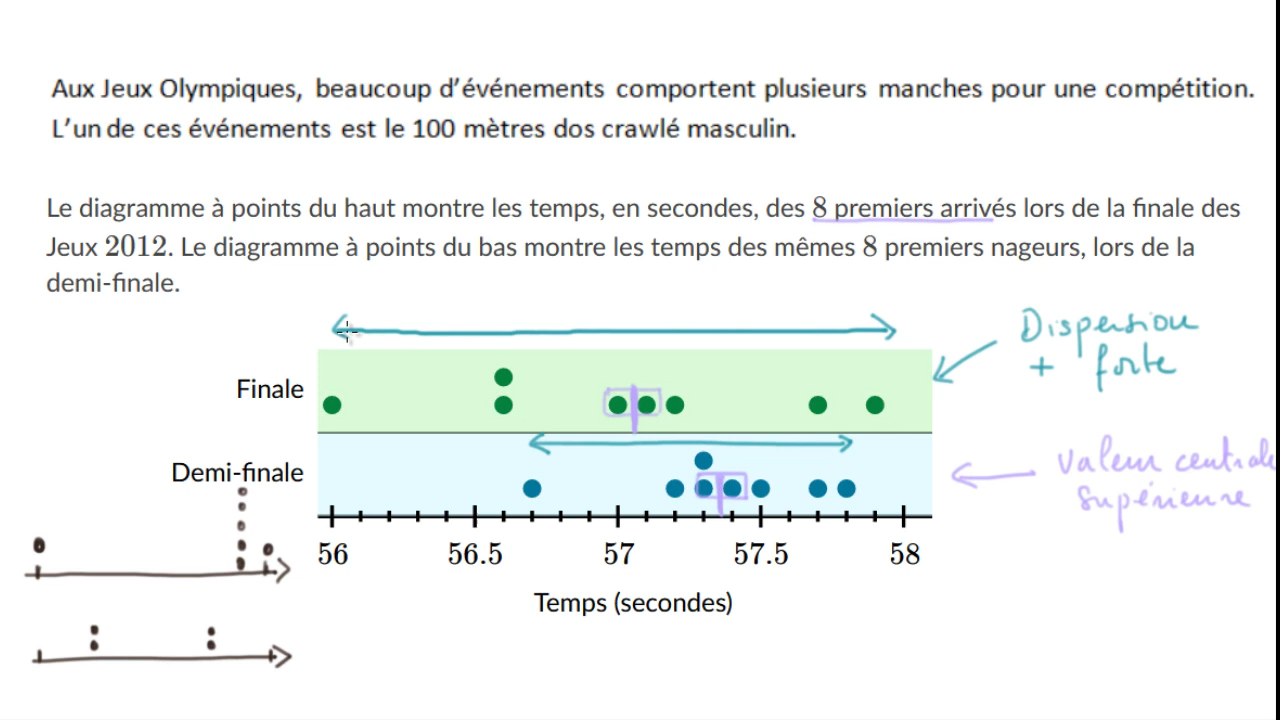 Aux Jeux Olympiques, beaucoup d'événements comportent plusieurs manches pour une compétition.
L'un de ces événements est le 100 mètres dos crawlé masculin.
Le diagramme à points du haut montre les temps, en secondes, des 8 premiers arrivés lors de la finale des
Jeux 2012. Le diagramme à points du bas montre les temps des mêmes 8 premiers nageurs, lors de la
demi-finale.
Dispersion
+ forte
Finale
Demi-finale
Valeur centrale
supérieure
56 56.5 57 57.5 58
Temps (secondes)